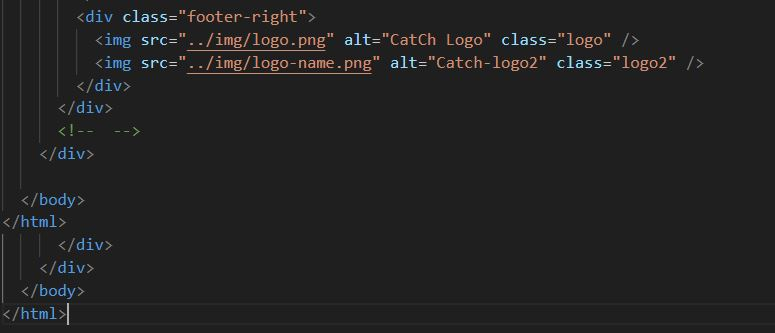 <div class="footer-right">
<img src="../img/logo.png" alt="CatCh Logo" class="logo" />
<img src="../img/logo-name.png" alt="Catch-logo2" class="logo2" />
</div>
</div>
<!--  -->
</div>
</body>
</html>
</div>
</div>
</body>
</html>